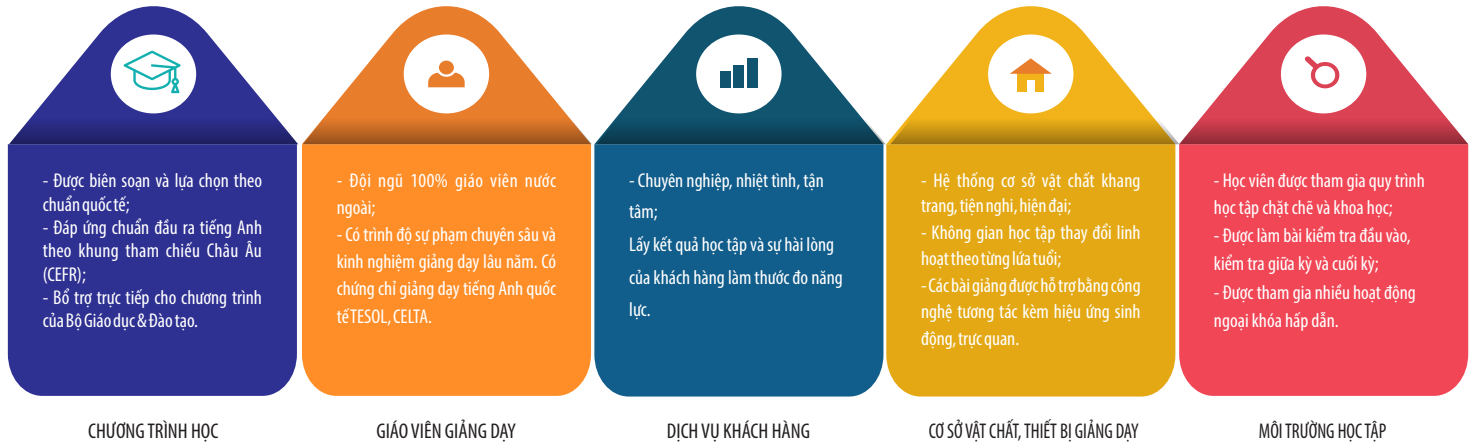 - Được biên soạn và lựa chọn theo
chuẩn quốc tế;
- Đáp ứng chuẩn đầu ra tiếng Anh
theo khung tham chiếu Châu Âu
(CEFR);
- Bổ trợ trực tiếp cho chương trình
của Bộ Giáo dục & Đào tạo.
CHƯƠNG TRÌNH HỌC
- Đội ngũ 100% giáo viên nước
ngoài;
- Có trình độ sự phạm chuyên sâu và
kinh nghiệm giảng dạy lâu năm. Có
chứng chỉ giảng dạy tiếng Anh quốc
tế TESOL, CELTA.
GIÁO VIÊN GIẢNG DẠY
- Chuyên nghiệp, nhiệt tình, tận
tâm;
Lấy kết quả học tập và sự hài lòng
của khách hàng làm thước đo năng
lực.
DỊCH VỤ KHÁCH HÀNG
- Hệ thống cơ sở vật chất khang
trang, tiện nghi, hiện đại;
- Không gian học tập thay đổi linh
hoạt theo từng lứa tuổi;
- Các bài giảng được hỗ trợ bằng công
nghệ tương tác kèm hiệu ứng sinh
động, trực quan.
CƠ SỞ VẬT CHẤT, THIẾT BỊ GIẢNG DẠY
- Học viên được tham gia quy trình
học tập chặt chẽ và khoa học;
- Được làm bài kiểm tra đầu vào,
kiểm tra giữa kỳ và cuối kỳ;
- Được tham gia nhiều hoạt động
ngoại khóa hấp dẫn.
MÔI TRƯỜNG HỌC TẬP